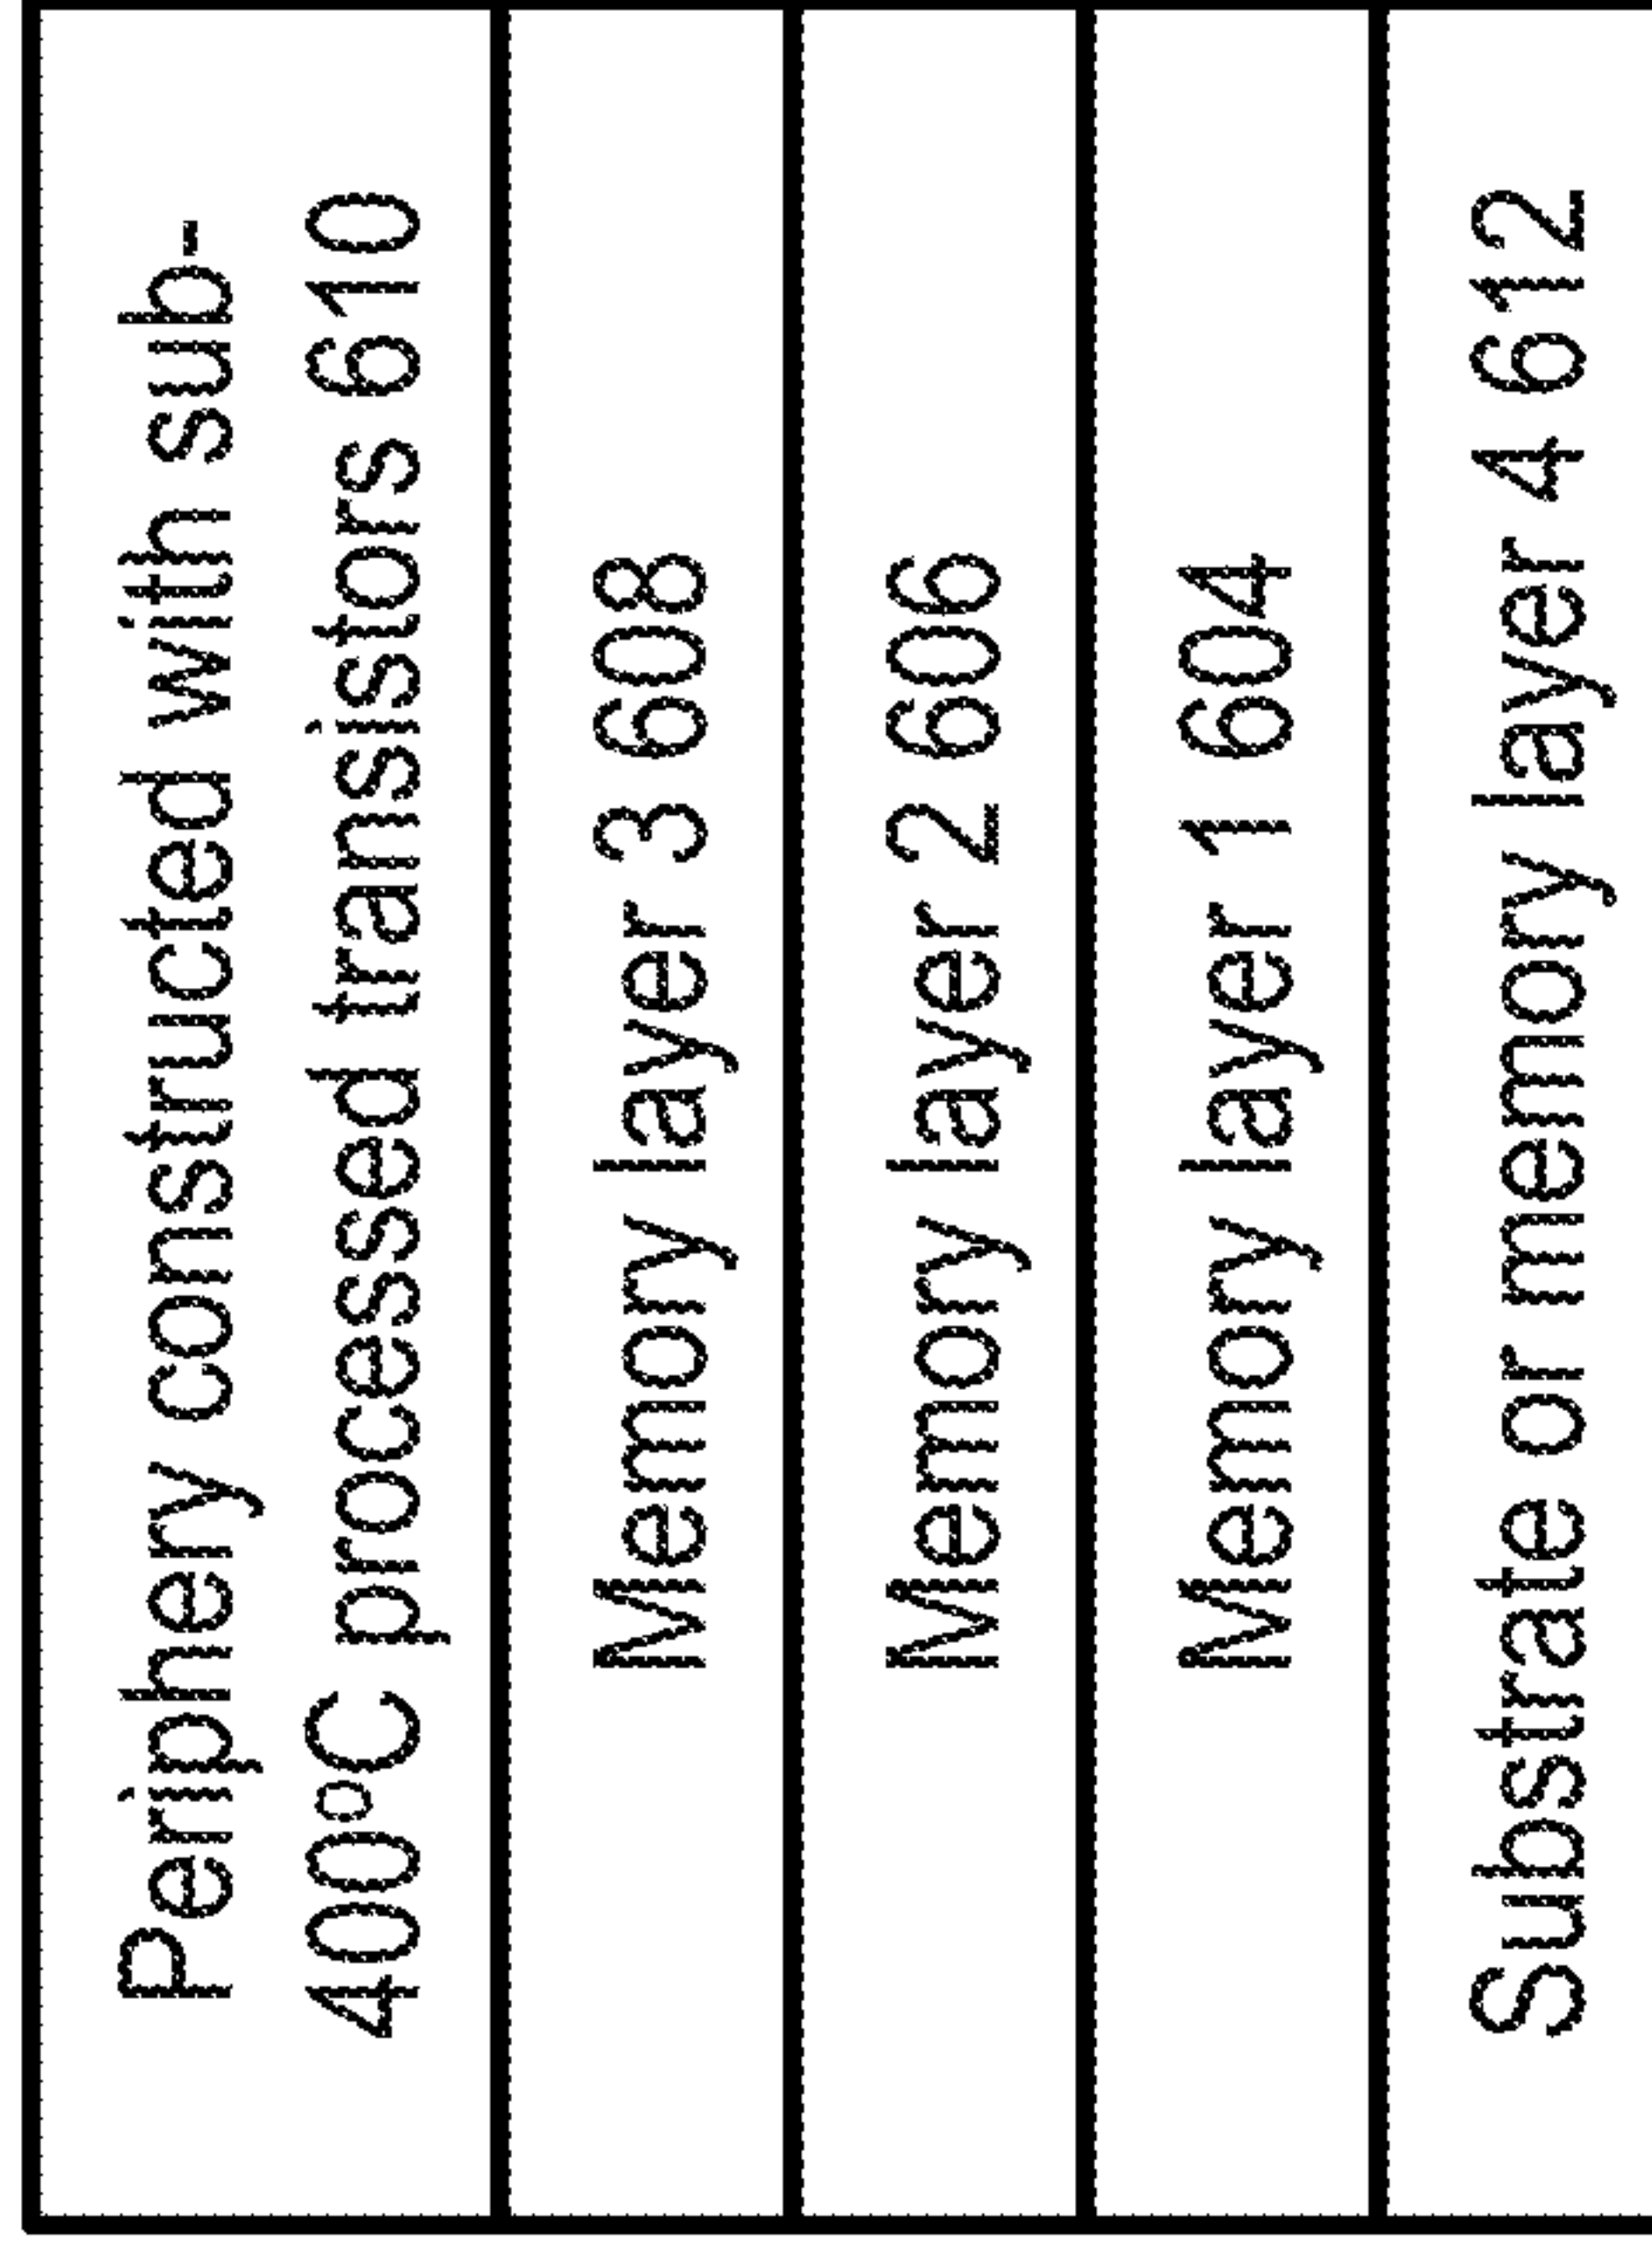 Periphery constructed with sub-
400ºC processed transistors 610
Memory layer 3 608
Memory layer 2 606
Memory layer 1 604
Substrate or memory layer 4 612